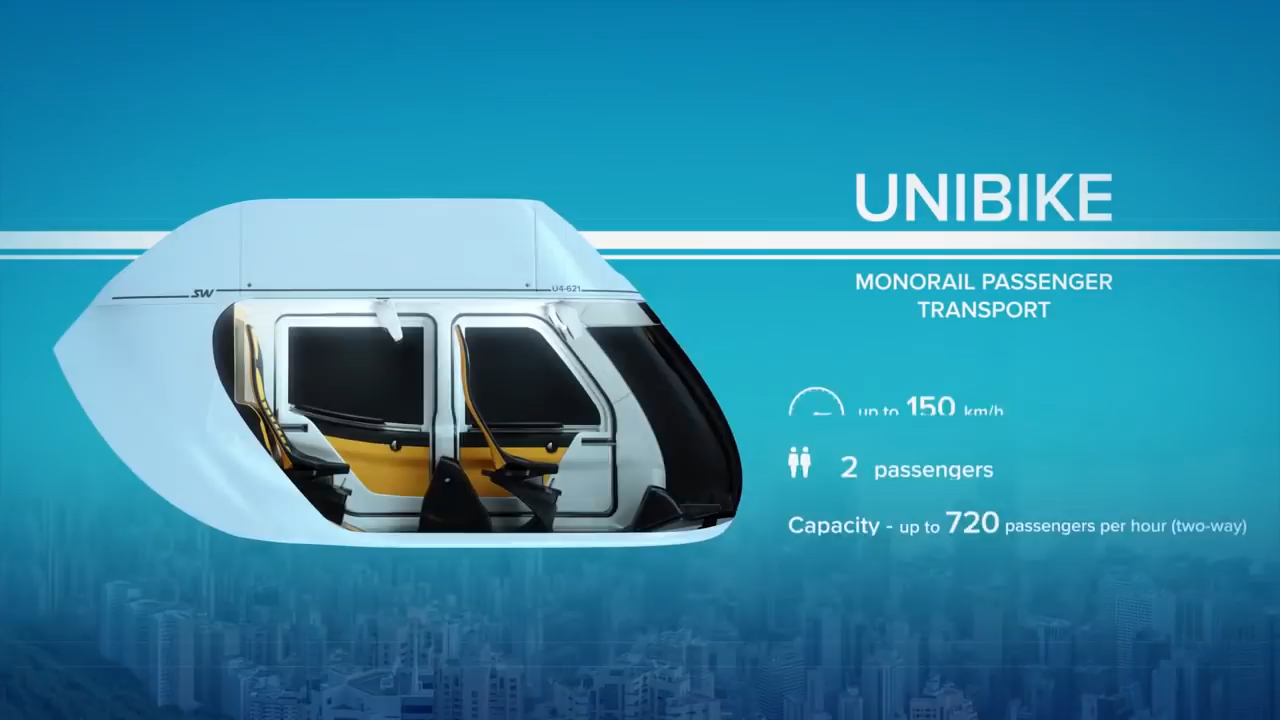 UNIBIKE
MONORAIL PASSENGER
TRANSPORT
SW
U4-621
up to 150 km/h
2 passengers
Capacity - up to 720 passengers per hour (two-way)